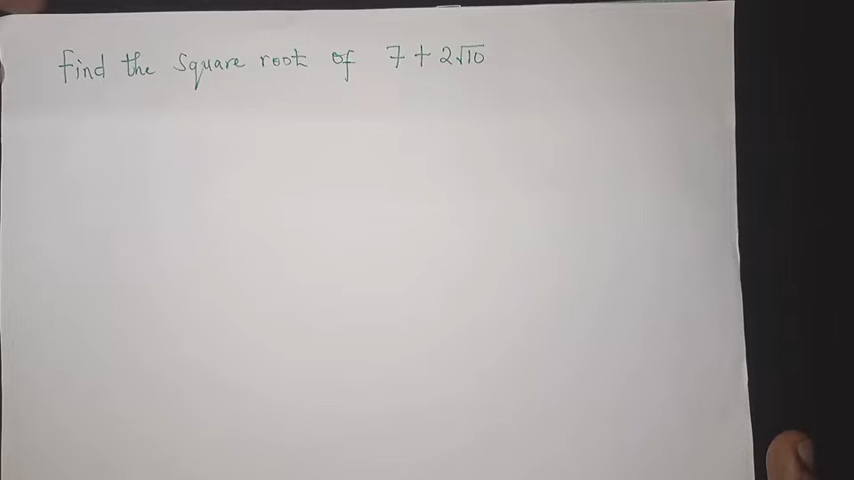 find the square root of 7 + 2√10